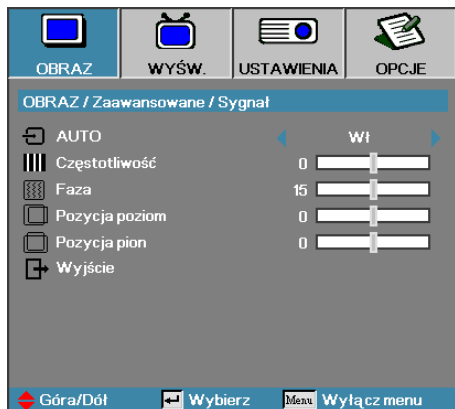 OBRAZ WYŚW. USTAWIENIA OPCJE
OBRAZ / Zaawansowane / Sygnał
AUTO Wł
Częstotliwość 0
Faza 15
Pozycja poziom 0
Pozycja pion 0
Wyjście
Góra/Dół Wybierz Menu Wyłącz menu